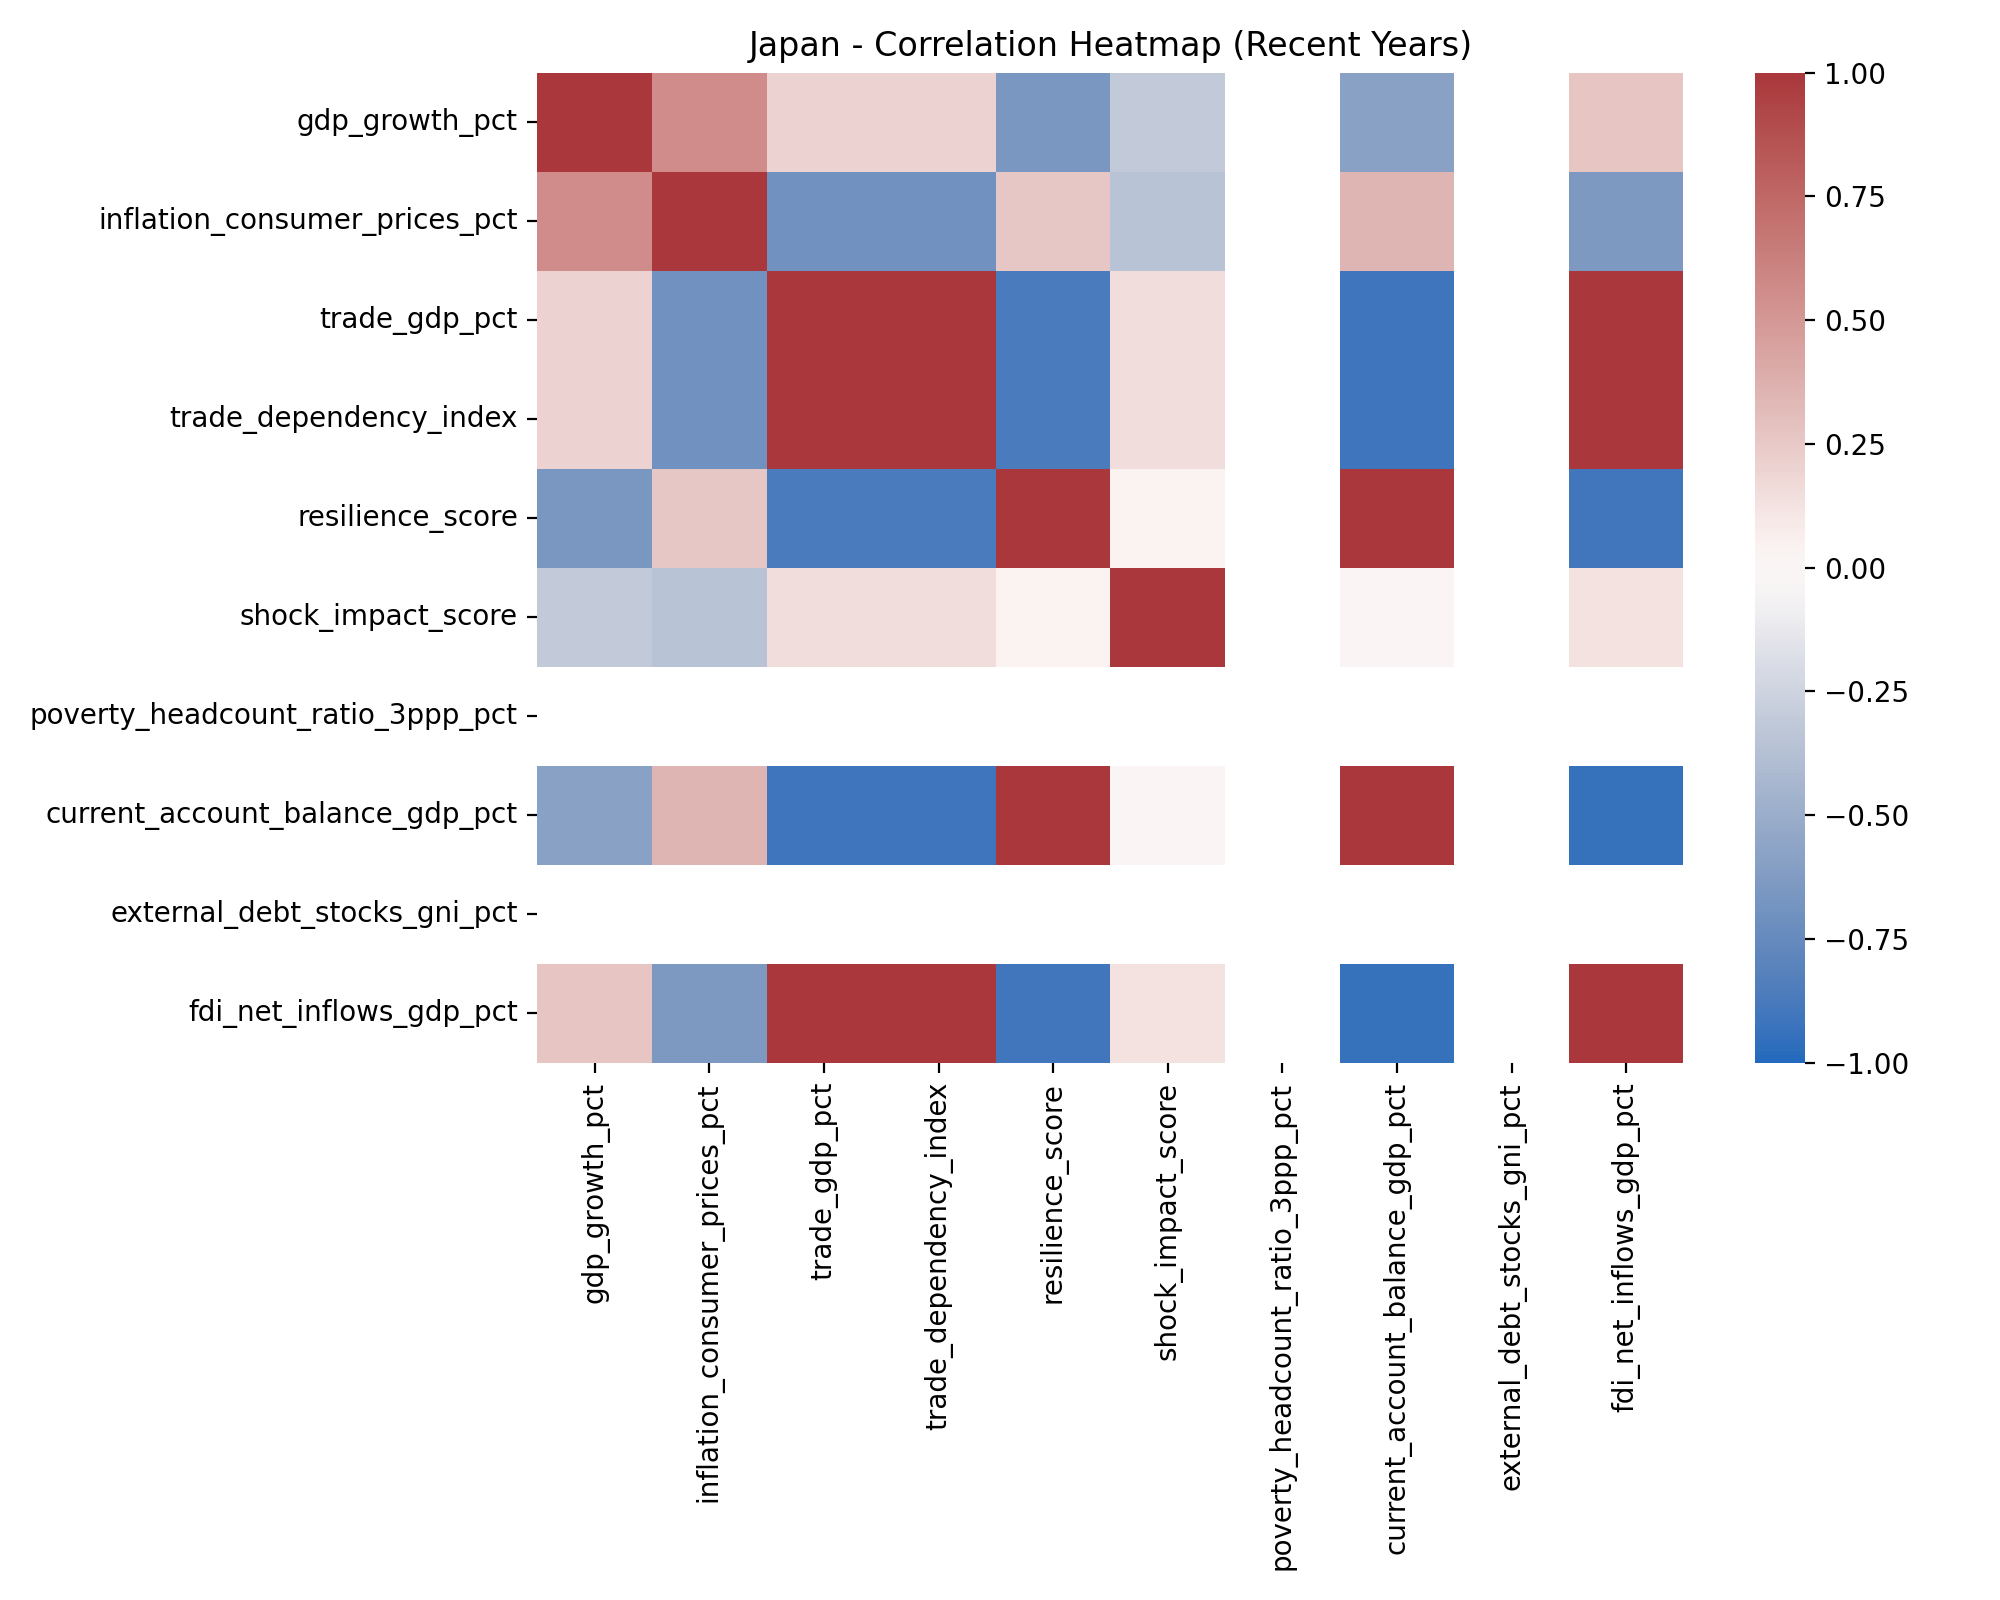 Japan - Correlation Heatmap (Recent Years)
gdp_growth_pct
inflation_consumer_prices_pct
trade_gdp_pct
trade_dependency_index
resilience_score
shock_impact_score
poverty_headcount_ratio_3ppp_pct
current_account_balance_gdp_pct
external_debt_stocks_gni_pct
fdi_net_inflows_gdp_pct
gdp_growth_pct
inflation_consumer_prices_pct
trade_gdp_pct
trade_dependency_index
resilience_score
shock_impact_score
poverty_headcount_ratio_3ppp_pct
current_account_balance_gdp_pct
external_debt_stocks_gni_pct
fdi_net_inflows_gdp_pct
1.00
0.75
0.50
0.25
0.00
−0.25
−0.50
−0.75
−1.00